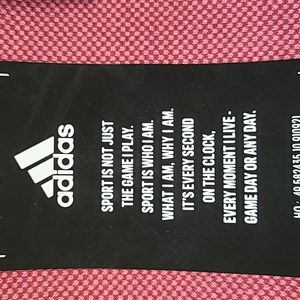 adidas
SPORT IS NOT JUST
THE GAME I PLAY.
SPORT IS WHO I AM.
WHAT I AM, WHY I AM.
IT'S EVERY SECOND
ON THE CLOCK,
EVERY MOMENT I LIVE-
GAME DAY OR ANY DAY.